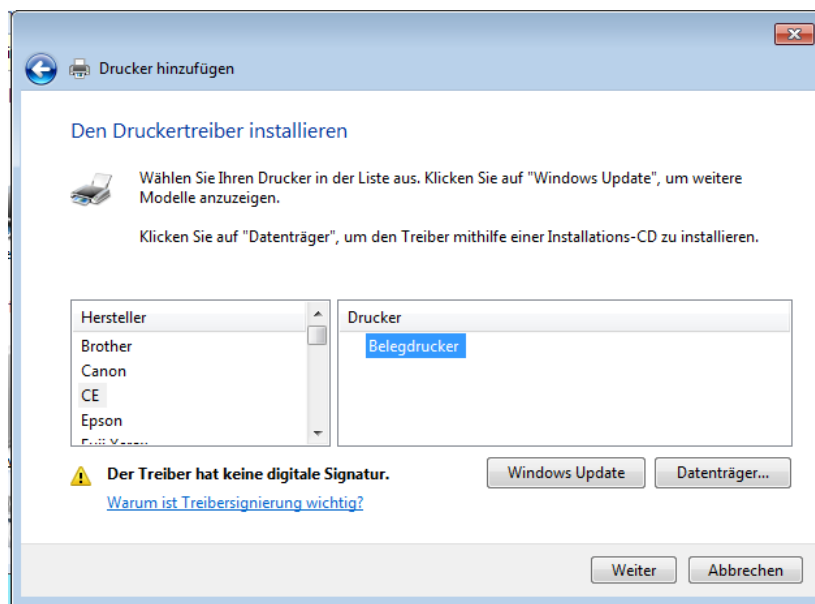 Drucker hinzufügen
Den Druckertreiber installieren
Wählen Sie Ihren Drucker in der Liste aus. Klicken Sie auf "Windows Update", um weitere
Modelle anzuzeigen.
Klicken Sie auf "Datenträger", um den Treiber mithilfe einer Installations-CD zu installieren.
Hersteller
Brother
Canon
CE
Epson
Drucker
Belegdrucker
Der Treiber hat keine digitale Signatur.
Warum ist Treibersignierung wichtig?
Windows Update
Datenträger...
Weiter
Abbrechen